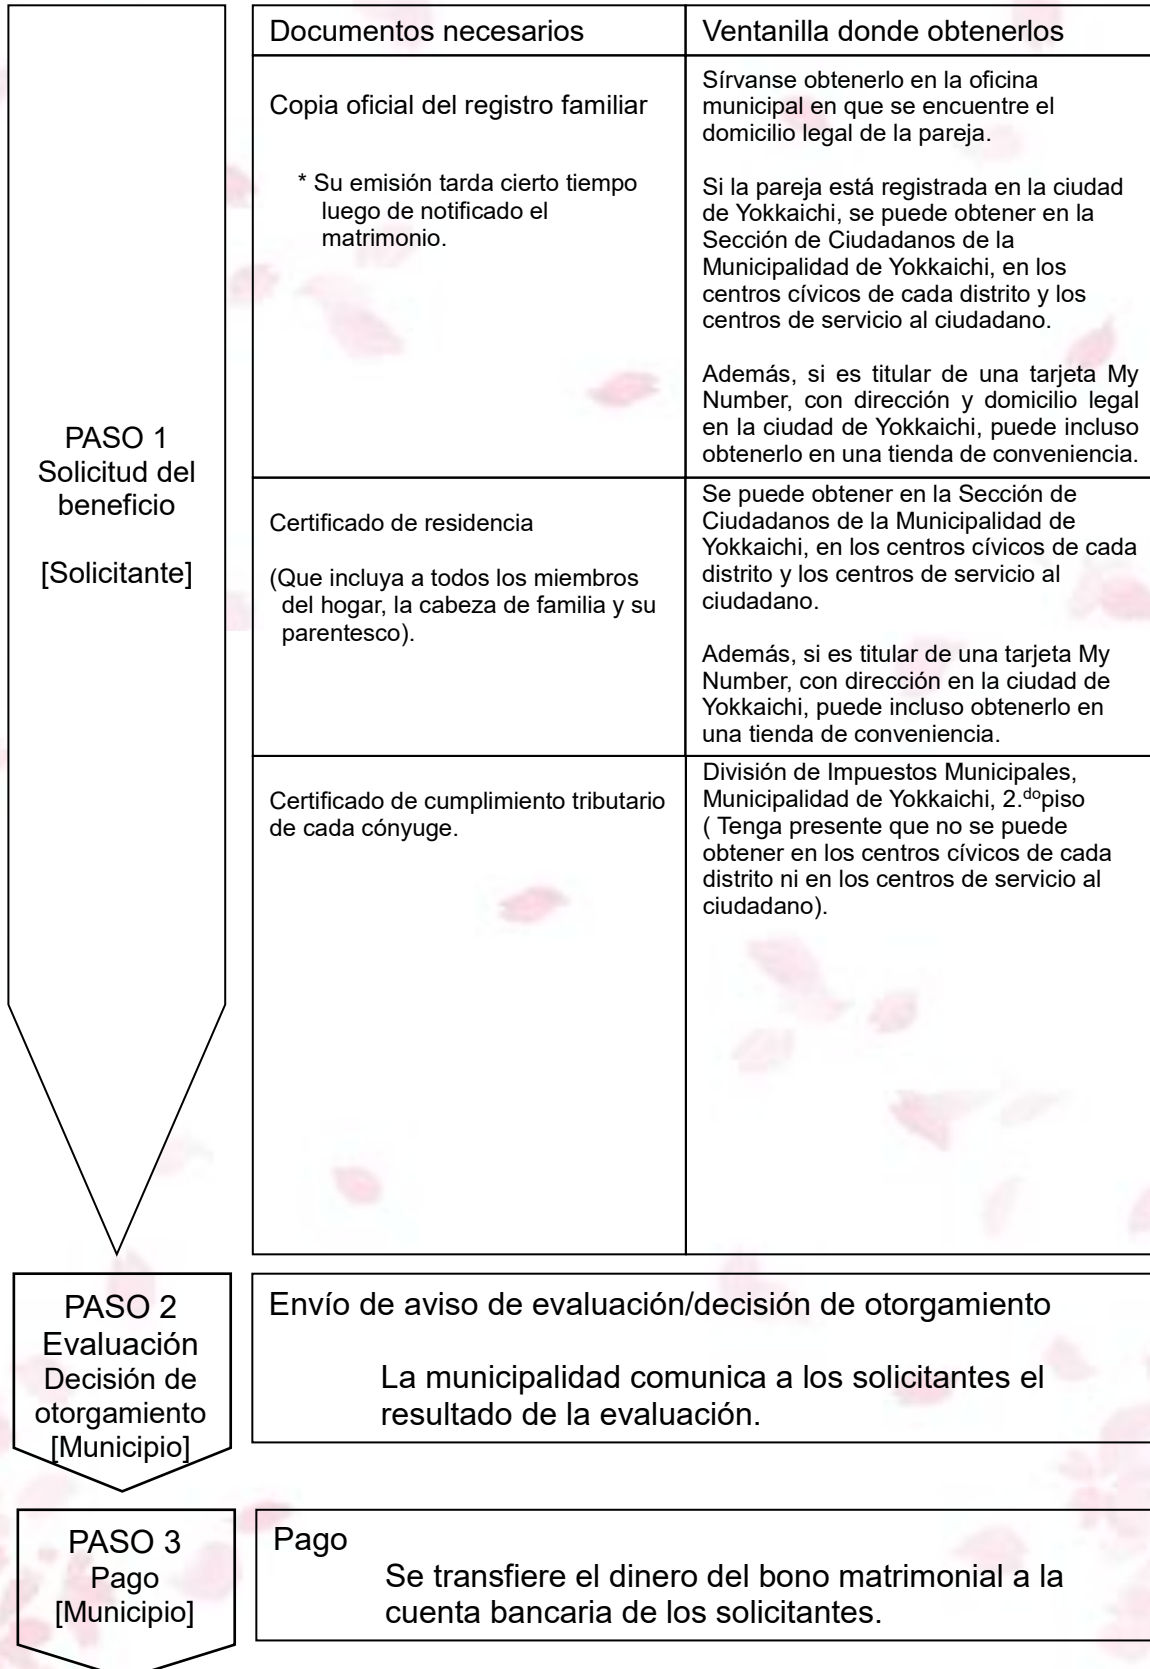 Documentos necesarios
Ventanilla donde obtenerlos
PASO 1
Solicitud del
beneficio
[Solicitante]
Copia oficial del registro familiar
* Su emisión tarda cierto tiempo
luego de notificado el
matrimonio.
Sírvanse obtenerlo en la oficina
municipal en que se encuentre el
domicilio legal de la pareja.
Si la pareja está registrada en la ciudad
de Yokkaichi, se puede obtener en la
Sección de Ciudadanos de la
Municipalidad de Yokkaichi, en los
centros cívicos de cada distrito y los
centros de servicio al ciudadano.
Además, si es titular de una tarjeta My
Number, con dirección y domicilio legal
en la ciudad de Yokkaichi, puede incluso
obtenerlo en una tienda de conveniencia.
Certificado de residencia
(Que incluya a todos los miembros
del hogar, la cabeza de familia y su
parentesco).
Se puede obtener en la Sección de
Ciudadanos de la Municipalidad de
Yokkaichi, en los centros cívicos de cada
distrito y los centros de servicio al
ciudadano.
Además, si es titular de una tarjeta My
Number, con dirección en la ciudad de
Yokkaichi, puede incluso obtenerlo en
una tienda de conveniencia.
Certificado de cumplimiento tributario
de cada cónyuge.
División de Impuestos Municipales,
Municipalidad de Yokkaichi, 2.ᵈᵒpiso
( Tenga presente que no se puede
obtener en los centros cívicos de cada
distrito ni en los centros de servicio al
ciudadano).
PASO 2
Evaluación
Decisión de
otorgamiento
[Municipio]
Envío de aviso de evaluación/decisión de otorgamiento
La municipalidad comunica a los solicitantes el
resultado de la evaluación.
PASO 3
Pago
[Municipio]
Pago
Se transfiere el dinero del bono matrimonial a la
cuenta bancaria de los solicitantes.